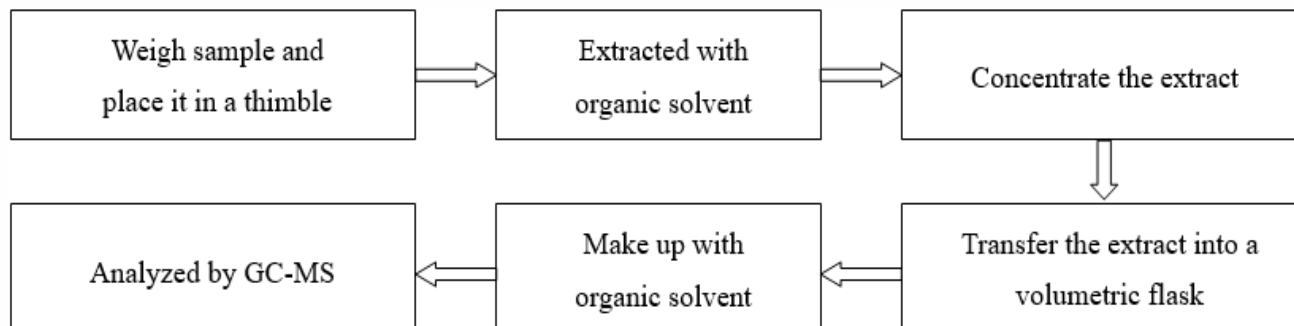 Weigh sample and
place it in a thimble
Extracted with
organic solvent
Concentrate the extract
Transfer the extract into a
volumetric flask
Make up with
organic solvent
Analyzed by GC-MS